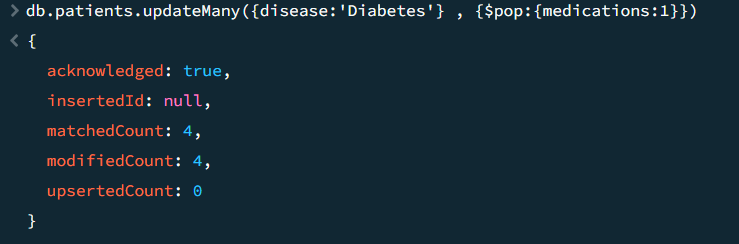 > db.patients.updateMany({disease:'Diabetes'} , {$pop:{medications:1}})
< {
acknowledged: true,
insertedId: null,
matchedCount: 4,
modifiedCount: 4,
upsertedCount: 0
}